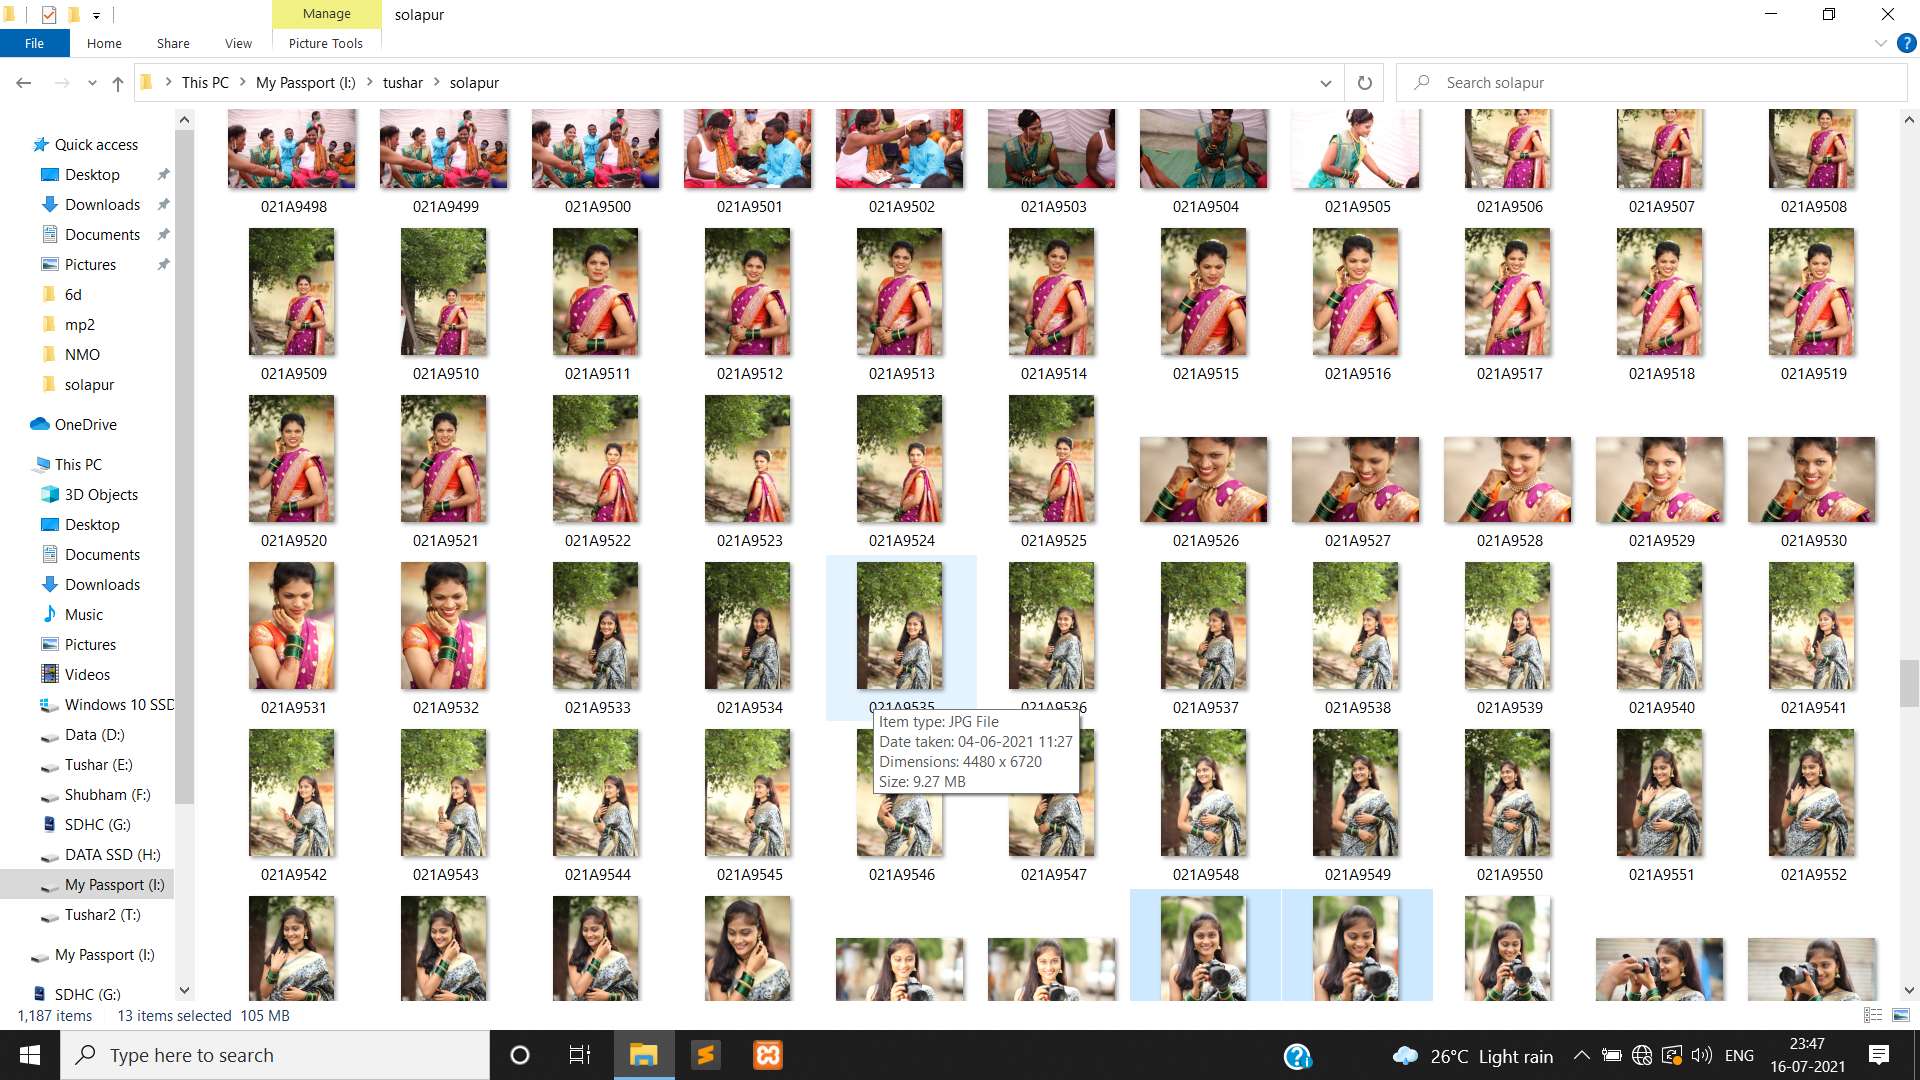 Manage
solapur
File
Home
Share
View
Picture Tools
This PC
My Passport (I:)
tushar
solapur
Search solapur
Quick access
Desktop
Downloads
Documents
Pictures
6d
mp2
NMO
solapur
OneDrive
This PC
3D Objects
Desktop
Documents
Downloads
Music
Pictures
Videos
Windows 10 SSD
Data (D:)
Tushar (E:)
Shubham (F:)
SDHC (G:)
DATA SSD (H:)
My Passport (I:)
Tushar2 (T:)
My Passport (I:)
SDHC (G:)
021A9498 021A9499 021A9500 021A9501 021A9502 021A9503 021A9504 021A9505 021A9506 021A9507 021A9508
021A9509 021A9510 021A9511 021A9512 021A9513 021A9514 021A9515 021A9516 021A9517 021A9518 021A9519
021A9520 021A9521 021A9522 021A9523 021A9524 021A9525 021A9526 021A9527 021A9528 021A9529 021A9530
021A9531 021A9532 021A9533 021A9534 021A9535 021A9536 021A9537 021A9538 021A9539 021A9540 021A9541
Item type: JPG File
Date taken: 04-06-2021 11:27
Dimensions: 4480 x 6720
Size: 9.27 MB
021A9542 021A9543 021A9544 021A9545 021A9546 021A9547 021A9548 021A9549 021A9550 021A9551 021A9552
1,187 items 13 items selected 105 MB
Type here to search
26°C Light rain
ENG
23:47
16-07-2021